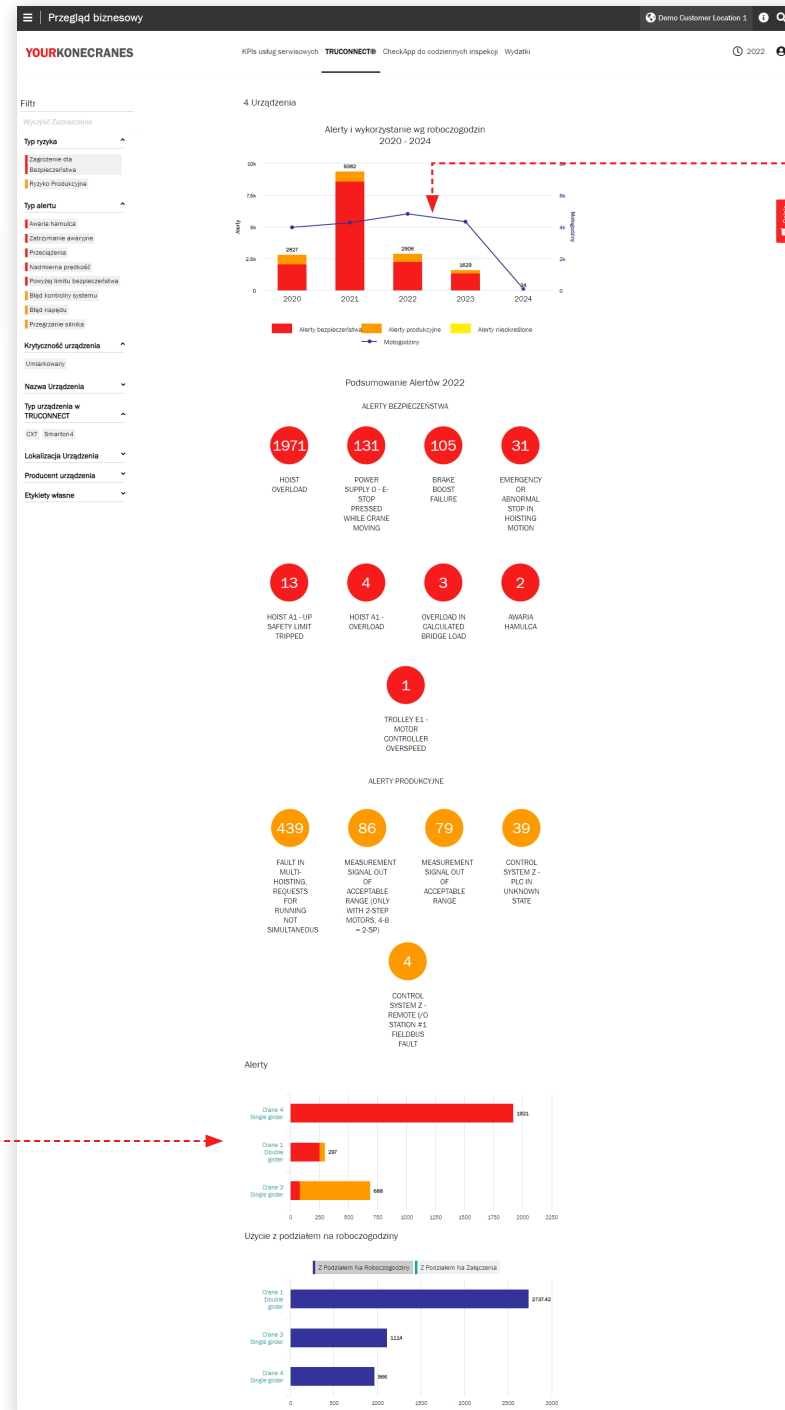 Przegląd biznesowy
Demo Customer Location 1
YOURKONECRANES
KPIs usług serwisowych TRUCONNECT® CheckApp do codziennych inspekcji Wydatki
2022
Filtr
Wyczyść Zaznaczenie
Typ ryzyka
Zagrożenie dla
Bezpieczeństwa
Ryzyko Produkcyjne
Typ alertu
Awaria hamulca
Zatrzymanie awaryjne
Przeciążenia
Nadmierna prędkość
Powyżej limitu bezpieczeństwa
Błąd kontrolny systemu
Błąd napędu
Przegrzanie silnika
Krytyczność urządzenia
Umiarkowany
Nazwa Urządzenia
Typ urządzenia w
TRUCONNECT
CXT Smarton4
Lokalizacja Urządzenia
Producent urządzenia
Etykiety własne
4 Urządzenia
Alerty i wykorzystanie wg roboczogodzin
2020 - 2024
10k
7.5k
5k
2.5k
0
Alerty
6k
4k
2k
0
Motogodziny
2827
9382
2906
1629
34
2020 2021 2022 2023 2024
Alerty bezpieczeństwa Alerty produkcyjne Alerty nieokreślone
Motogodziny
Podsumowanie Alertów 2022
ALERTY BEZPIECZEŃSTWA
1971
HOIST
OVERLOAD
131
POWER
SUPPLY O - E-
STOP
PRESSED
WHILE CRANE
MOVING
105
BRAKE
BOOST
FAILURE
31
EMERGENCY
OR
ABNORMAL
STOP IN
HOISTING
MOTION
13
HOIST A1 - UP
SAFETY LIMIT
TRIPPED
4
HOIST A1 -
OVERLOAD
3
OVERLOAD IN
CALCULATED
BRIDGE LOAD
2
AWARIA
HAMULCA
1
TROLLEY E1 -
MOTOR
CONTROLLER
OVERSPEED
ALERTY PRODUKCYJNE
439
FAULT IN
MULTI-
HOISTING,
REQUESTS
FOR
RUNNING
NOT
SIMULTANEOUS
86
MEASUREMENT
SIGNAL OUT
OF
ACCEPTABLE
RANGE (ONLY
WITH 2-STEP
MOTORS, 4-8
= 2-SP)
79
MEASUREMENT
SIGNAL OUT
OF
ACCEPTABLE
RANGE
39
CONTROL
SYSTEM Z -
PLC IN
UNKNOWN
STATE
4
CONTROL
SYSTEM Z -
REMOTE I/O
STATION #1
FIELDBUS
FAULT
Alerty
Crane 4
Single girder
1921
Crane 1
Double
girder
297
Crane 3
Single girder
688
0 250 500 750 1000 1250 1500 1750 2000 2250
Użycie z podziałem na roboczogodziny
Z Podziałem Na Roboczogodziny Z Podziałem Na Załączenia
Crane 1
Double
girder
2737.42
Crane 3
Single girder
1114
Crane 4
Single girder
966
0 500 1000 1500 2000 2500 3000